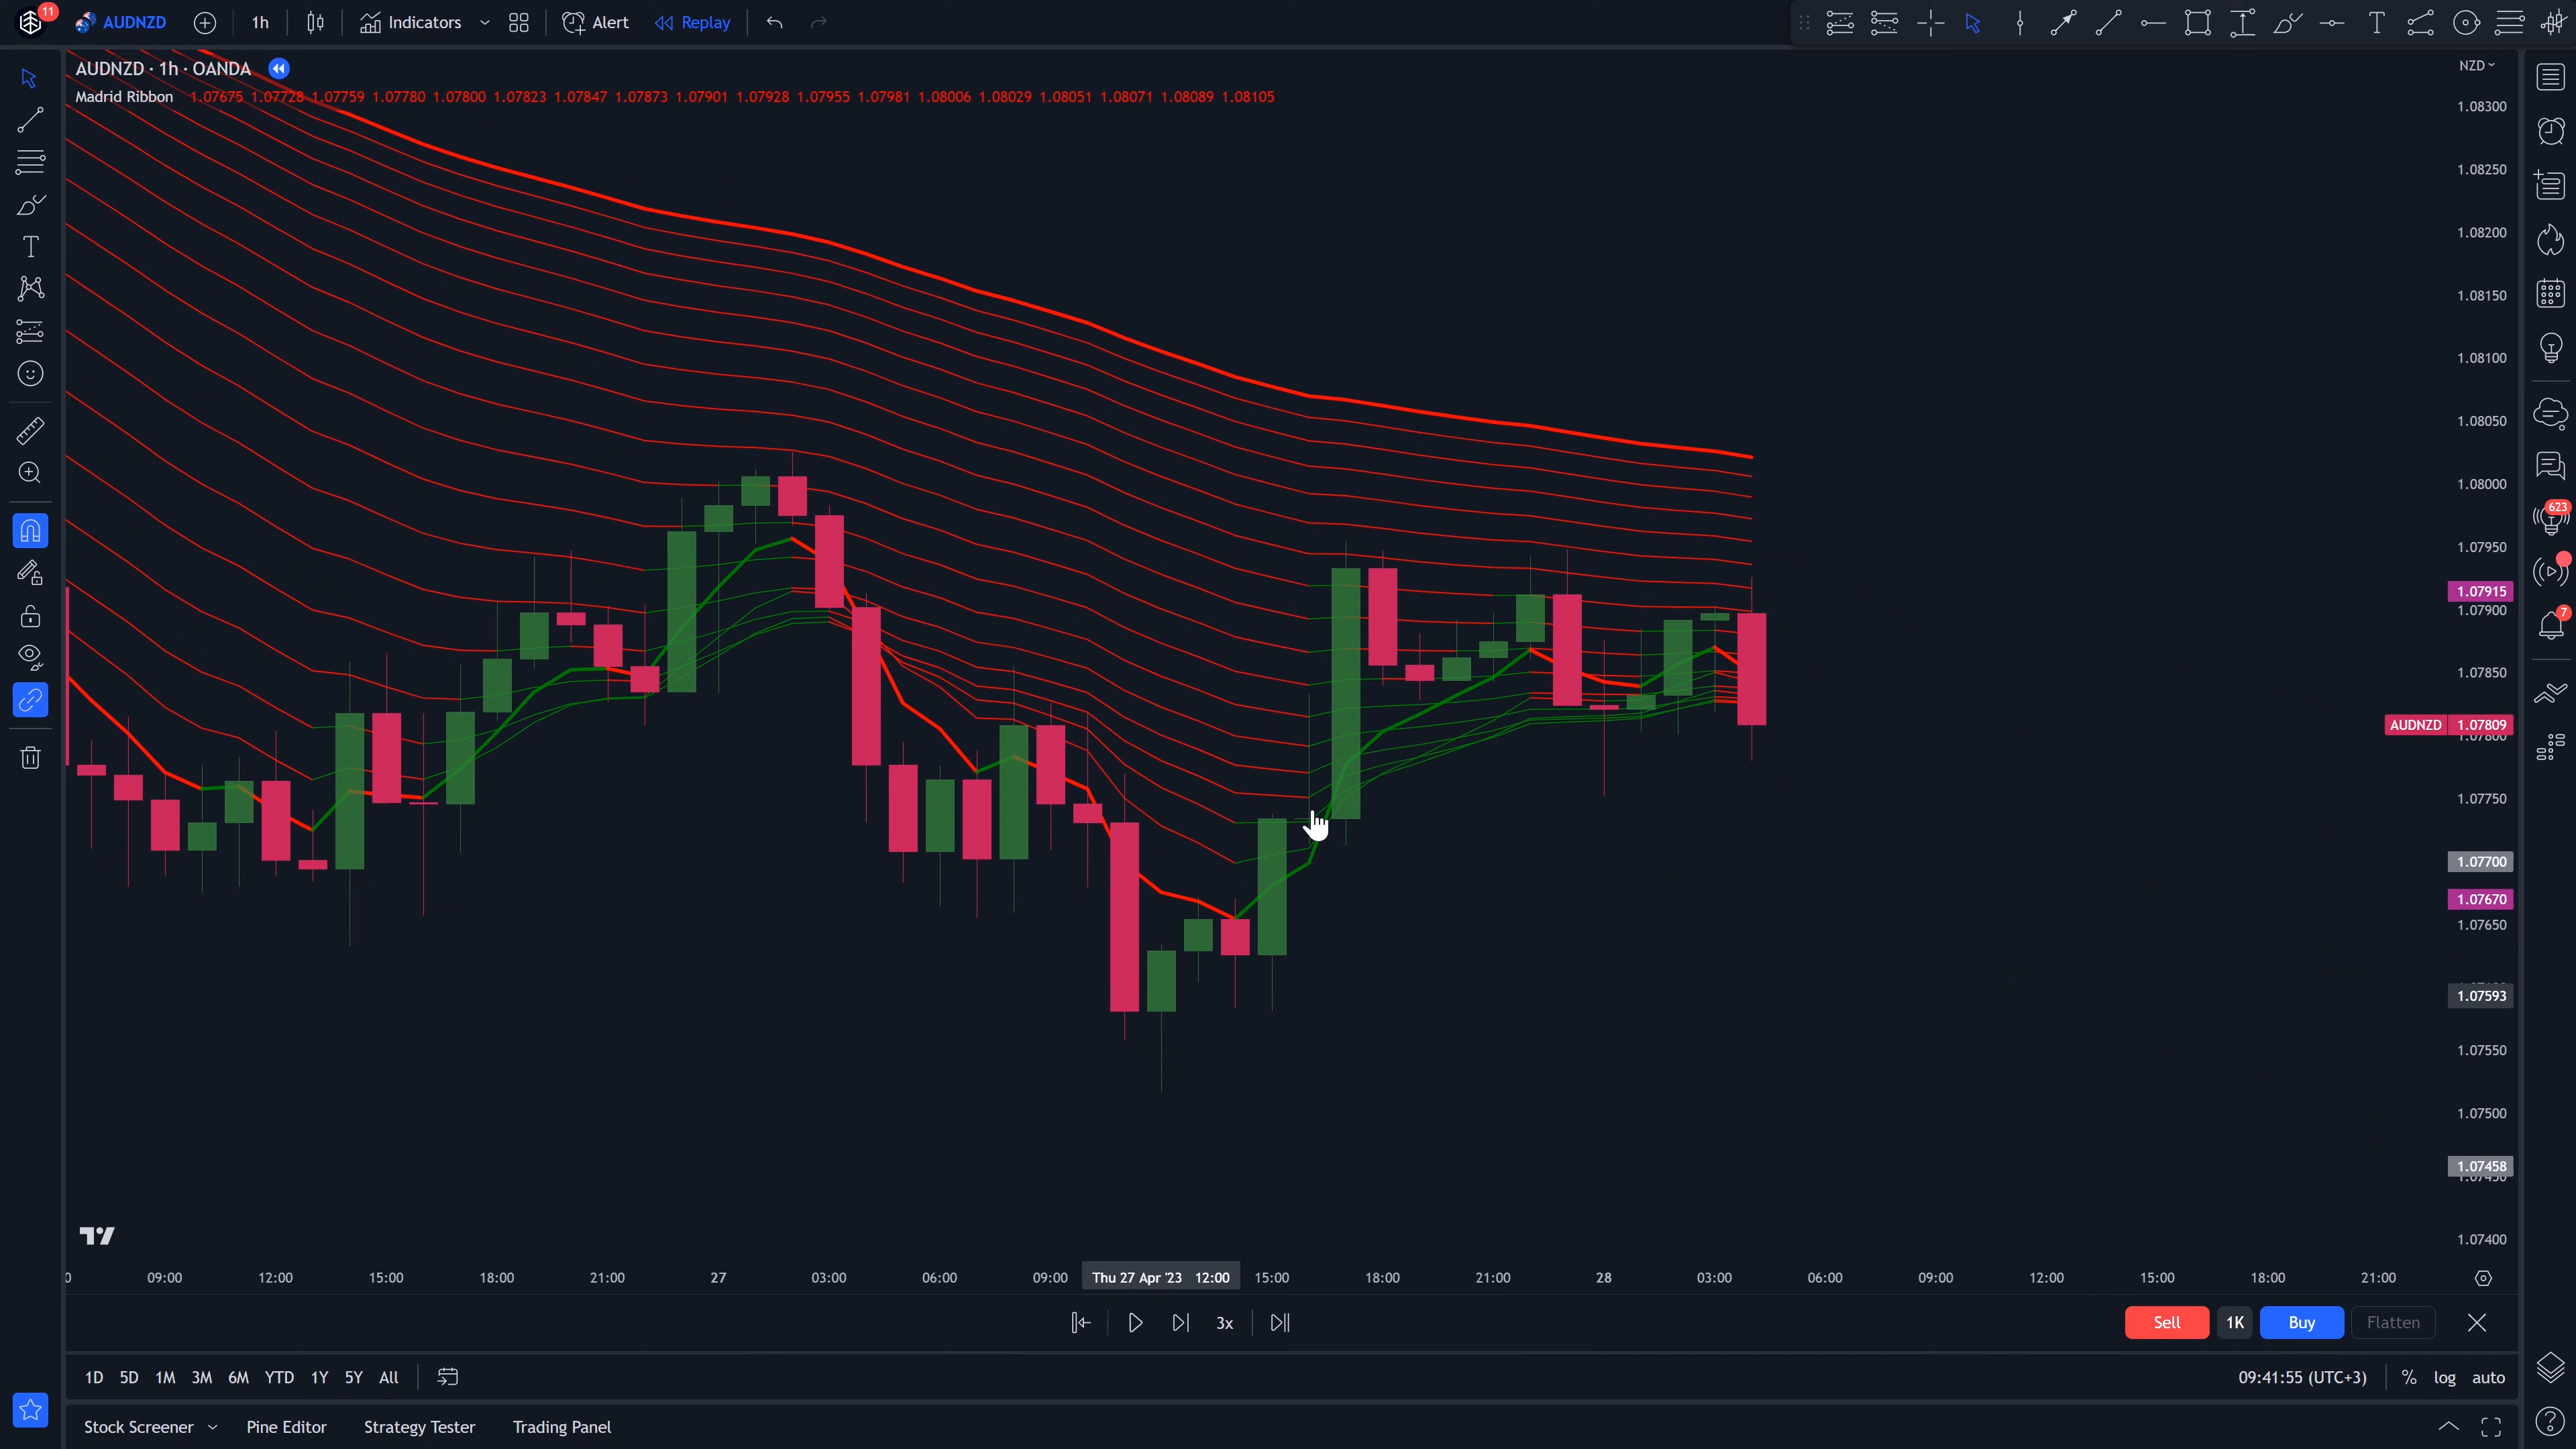 11
AUDNZD 1h Indicators Alert Replay
AUDNZD · 1h · OANDA
Madrid Ribbon 1.07675 1.07728 1.07759 1.07780 1.07800 1.07823 1.07847 1.07873 1.07901 1.07928 1.07955 1.07981 1.08006 1.08029 1.08051 1.08071 1.08089 1.08105
NZD
1.08300
1.08250
1.08200
1.08150
1.08100
1.08050
1.08000
1.07950
1.07915
1.07900
1.07850
AUDNZD 1.07809
1.07800
1.07750
1.07700
1.07670
1.07650
1.07593
1.07550
1.07500
1.07458
1.07450
1.07400
623
7
0 09:00 12:00 15:00 18:00 21:00 27 03:00 06:00 09:00 Thu 27 Apr '23 12:00 15:00 18:00 21:00 28 03:00 06:00 09:00 12:00 15:00 18:00 21:00
3x Sell 1K Buy Flatten
1D 5D 1M 3M 6M YTD 1Y 5Y All 09:41:55 (UTC+3) % log auto
Stock Screener Pine Editor Strategy Tester Trading Panel